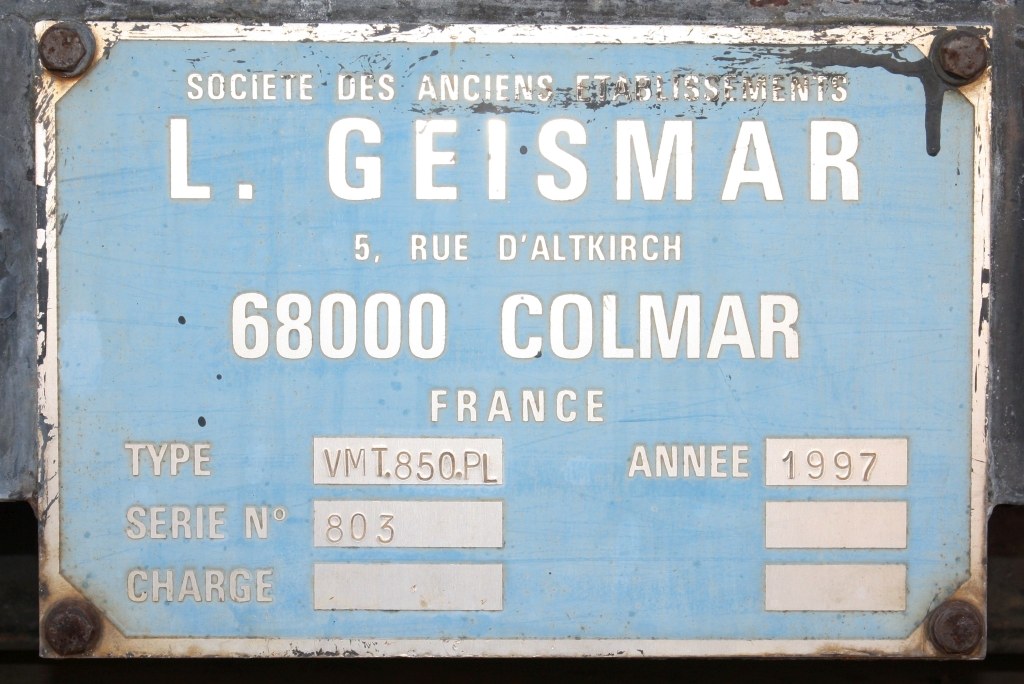 SOCIETE DES ANCIENS ETABLISSEMENTS
L. GEISMAR
5, RUE D'ALTKIRCH
68000 COLMAR
FRANCE
TYPE VMT.850.PL ANNEE 1997
SERIE Nº 803
CHARGE